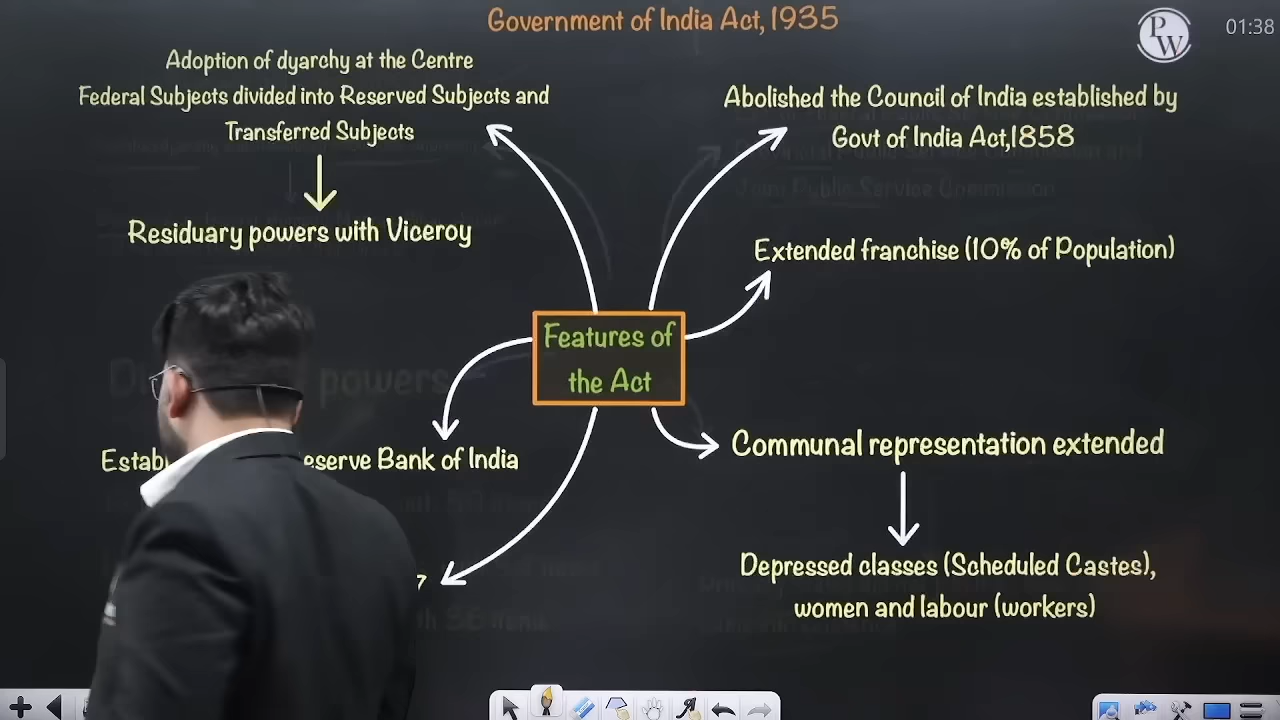 Government of India Act, 1935
PW
01:38
Adoption of dyarchy at the Centre
Federal Subjects divided into Reserved Subjects and
Transferred Subjects
Residuary powers with Viceroy
Abolished the Council of India established by
Govt of India Act,1858
Extended franchise (10% of Population)
Features of
the Act
Estab eserve Bank of India
7
Communal representation extended
Depressed classes (Scheduled Castes),
women and labour (workers)